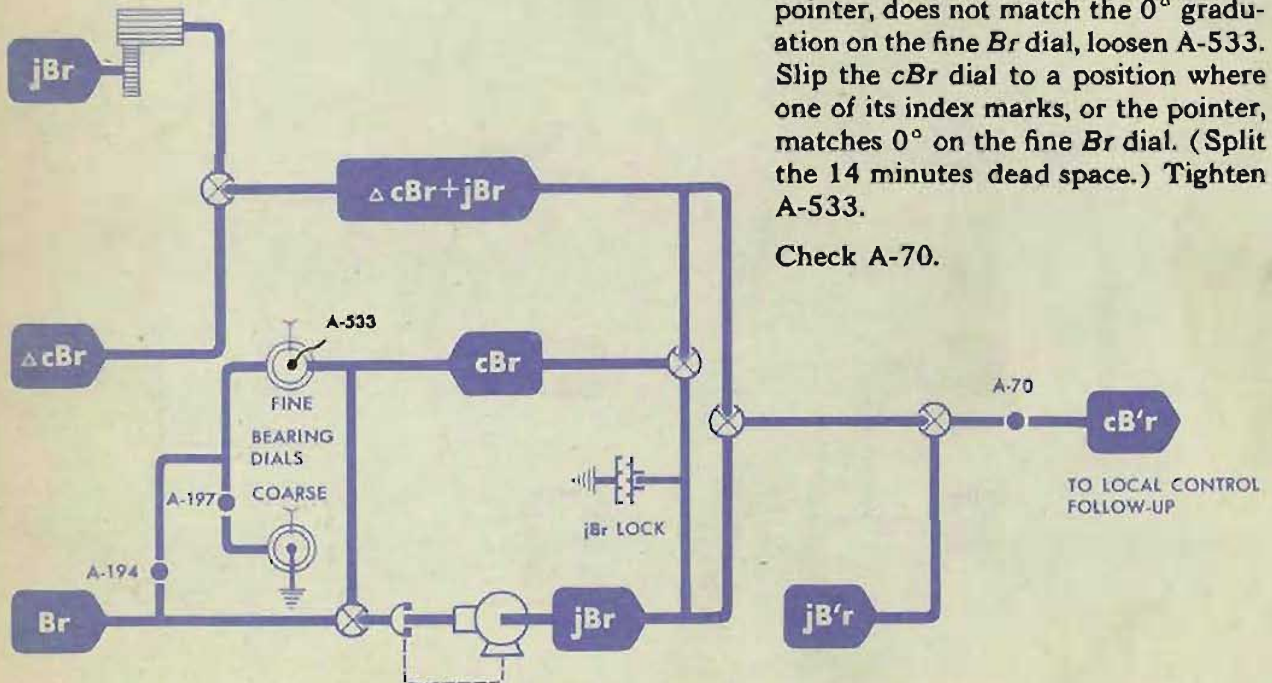 pointer, does not match the 0° gradu-
ation on the fine Br dial, loosen A-533.
Slip the cBr dial to a position where
one of its index marks, or the pointer,
matches 0° on the fine Br dial. (Split
the 14 minutes dead space.) Tighten
A-533.
Check A-70.
jBr
Δ cBr+jBr
Δ cBr
A-533
cBr
FINE
BEARING
DIALS
A-197
COARSE
jBr LOCK
A-70
cB'r
TO LOCAL CONTROL
FOLLOW-UP
A-194
Br
jBr
jB'r